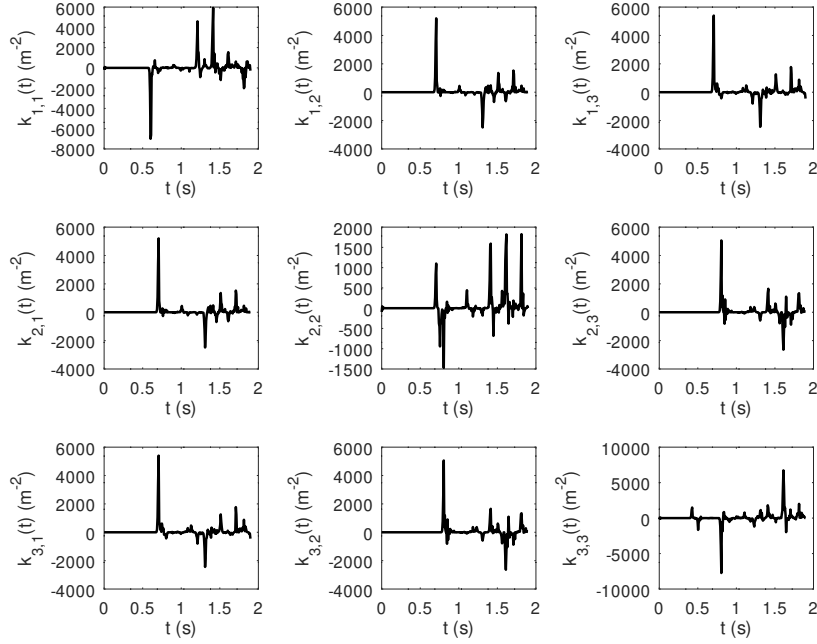 6000
4000
2000
0
-2000
-4000
-6000
-8000
k1,1(t) (m-2)
0 0.5 1 1.5 2
t (s)
6000
4000
2000
0
-2000
-4000
k1,2(t) (m-2)
0 0.5 1 1.5 2
t (s)
6000
4000
2000
0
-2000
-4000
k1,3(t) (m-2)
0 0.5 1 1.5 2
t (s)
6000
4000
2000
0
-2000
-4000
k2,1(t) (m-2)
0 0.5 1 1.5 2
t (s)
2000
1500
1000
500
0
-500
-1000
-1500
k2,2(t) (m-2)
0 0.5 1 1.5 2
t (s)
6000
4000
2000
0
-2000
-4000
k2,3(t) (m-2)
0 0.5 1 1.5 2
t (s)
6000
4000
2000
0
-2000
-4000
k3,1(t) (m-2)
0 0.5 1 1.5 2
t (s)
6000
4000
2000
0
-2000
-4000
k3,2(t) (m-2)
0 0.5 1 1.5 2
t (s)
10000
5000
0
-5000
-10000
k3,3(t) (m-2)
0 0.5 1 1.5 2
t (s)